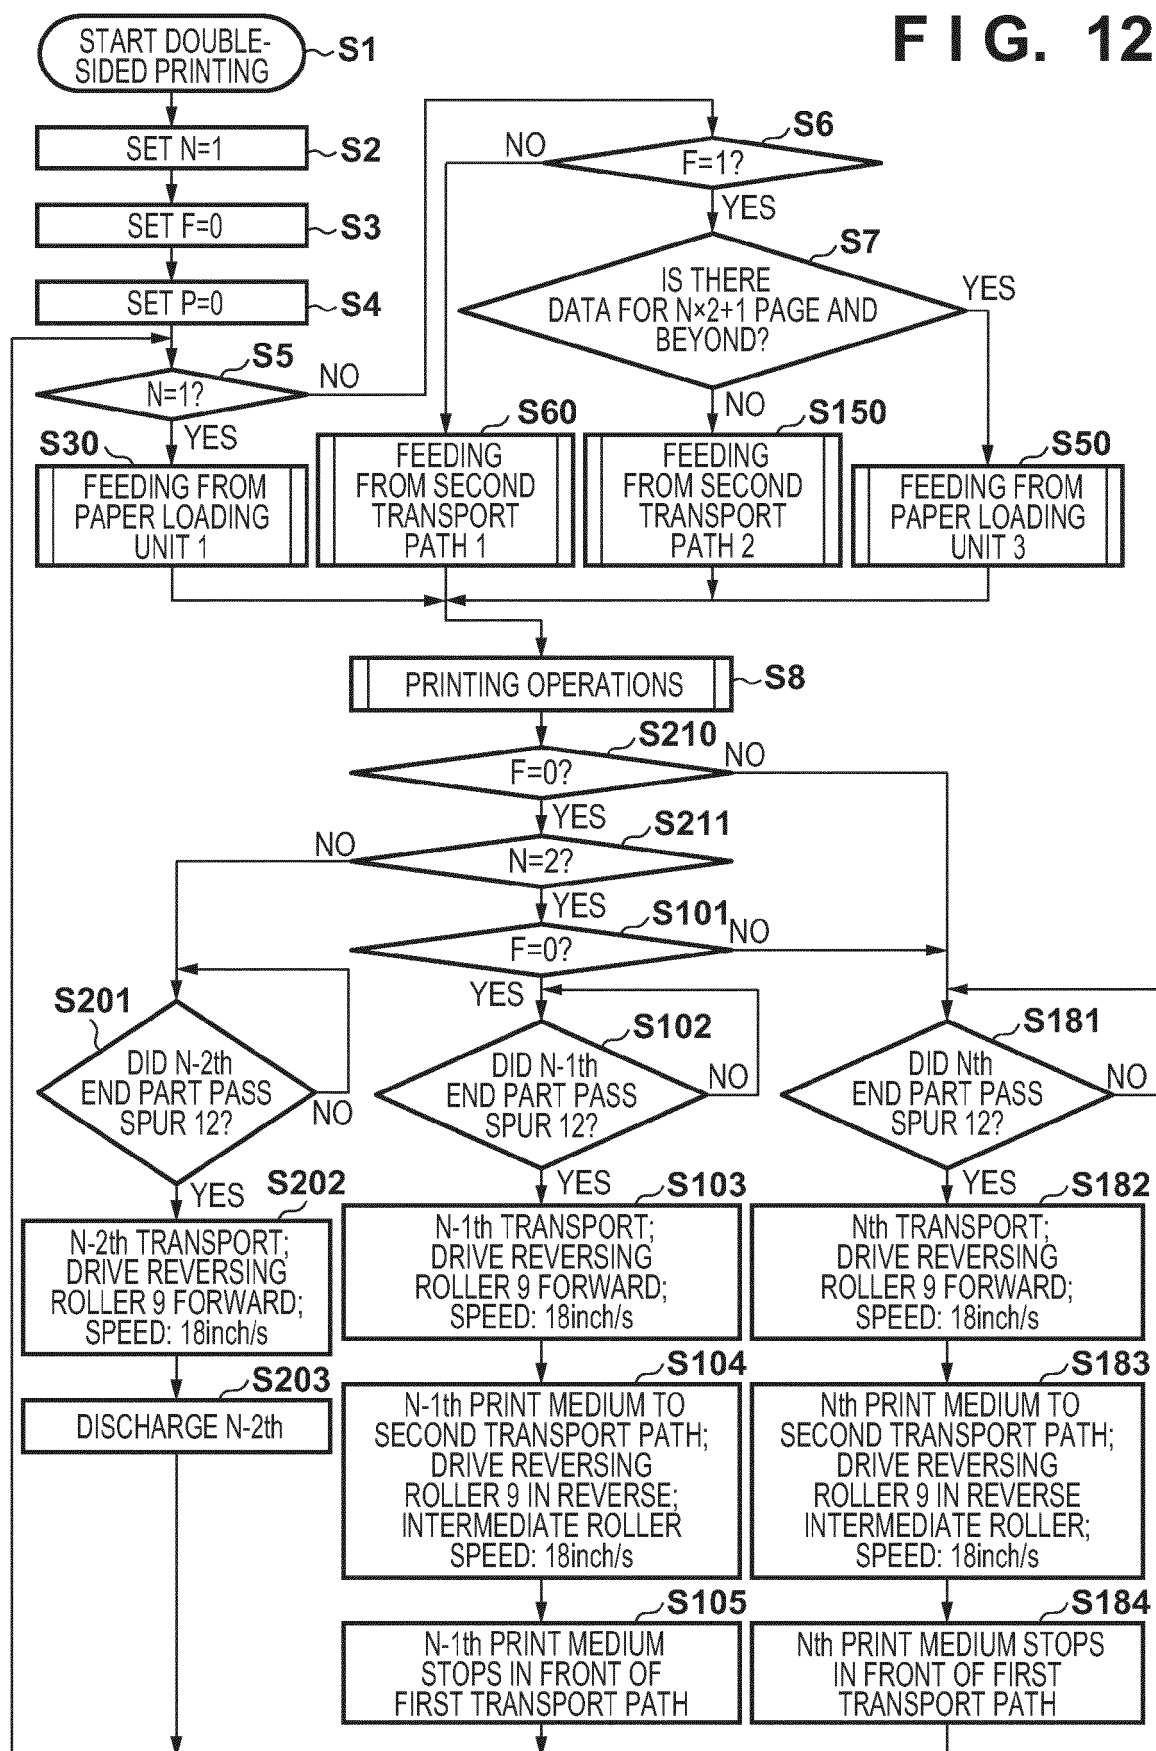 FIG. 12
START DOUBLE-
SIDED PRINTING
S1
SET N=1
S2
SET F=0
S3
SET P=0
S4
N=1?
S5
NO
YES
F=1?
S6
NO
YES
IS THERE
DATA FOR N×2+1 PAGE AND
BEYOND?
S7
YES
NO
S30
FEEDING FROM
PAPER LOADING
UNIT 1
S60
FEEDING
FROM SECOND
TRANSPORT
PATH 1
S150
FEEDING
FROM SECOND
TRANSPORT
PATH 2
S50
FEEDING FROM
PAPER LOADING
UNIT 3
PRINTING OPERATIONS
S8
S210
F=0?
NO
YES
S211
N=2?
NO
YES
S101
F=0?
NO
YES
S201
DID N-2th
END PART PASS
SPUR 12?
NO
YES
S202
N-2th TRANSPORT;
DRIVE REVERSING
ROLLER 9 FORWARD;
SPEED: 18inch/s
S203
DISCHARGE N-2th
S102
DID N-1th
END PART PASS
SPUR 12?
NO
YES
S103
N-1th TRANSPORT;
DRIVE REVERSING
ROLLER 9 FORWARD;
SPEED: 18inch/s
S104
N-1th PRINT MEDIUM TO
SECOND TRANSPORT PATH;
DRIVE REVERSING
ROLLER 9 IN REVERSE;
INTERMEDIATE ROLLER
SPEED: 18inch/s
S105
N-1th PRINT MEDIUM
STOPS IN FRONT OF
FIRST TRANSPORT PATH
S181
DID Nth
END PART PASS
SPUR 12?
NO
YES
S182
Nth TRANSPORT;
DRIVE REVERSING
ROLLER 9 FORWARD;
SPEED: 18inch/s
S183
Nth PRINT MEDIUM TO
SECOND TRANSPORT PATH;
DRIVE REVERSING
ROLLER 9 IN REVERSE
INTERMEDIATE ROLLER;
SPEED: 18inch/s
S184
Nth PRINT MEDIUM STOPS
IN FRONT OF FIRST
TRANSPORT PATH